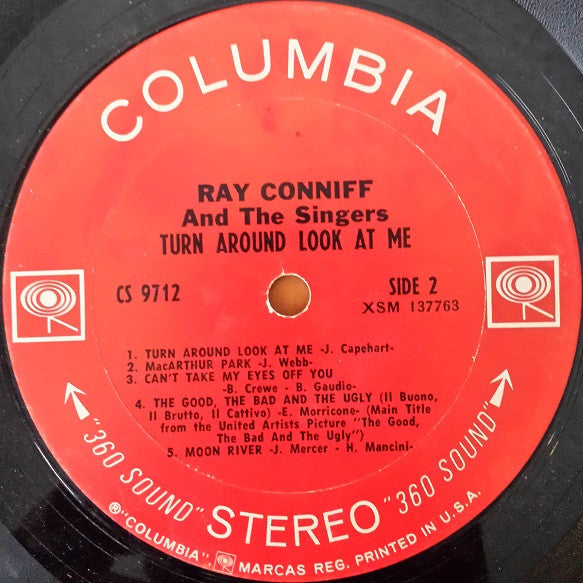 COLUMBIA
RAY CONNIFF
And The Singers
TURN AROUND LOOK AT ME
CS 9712
SIDE 2
XSM 137763
1. TURN AROUND LOOK AT ME -J. Capehart-
2. MacARTHUR PARK -J. Webb-
3. CAN'T TAKE MY EYES OFF YOU
-B. Crewe - B. Gaudio-
4. THE GOOD, THE BAD AND THE UGLY (Il Buono,
Il Brutto, Il Cattivo) -E. Morricone- (Main Title
from the United Artists Picture "The Good,
The Bad And The Ugly")
5. MOON RIVER -J. Mercer - H. Mancini-
"360 SOUND" STEREO "360 SOUND"
® "COLUMBIA", MARCAS REG. PRINTED IN U.S.A.